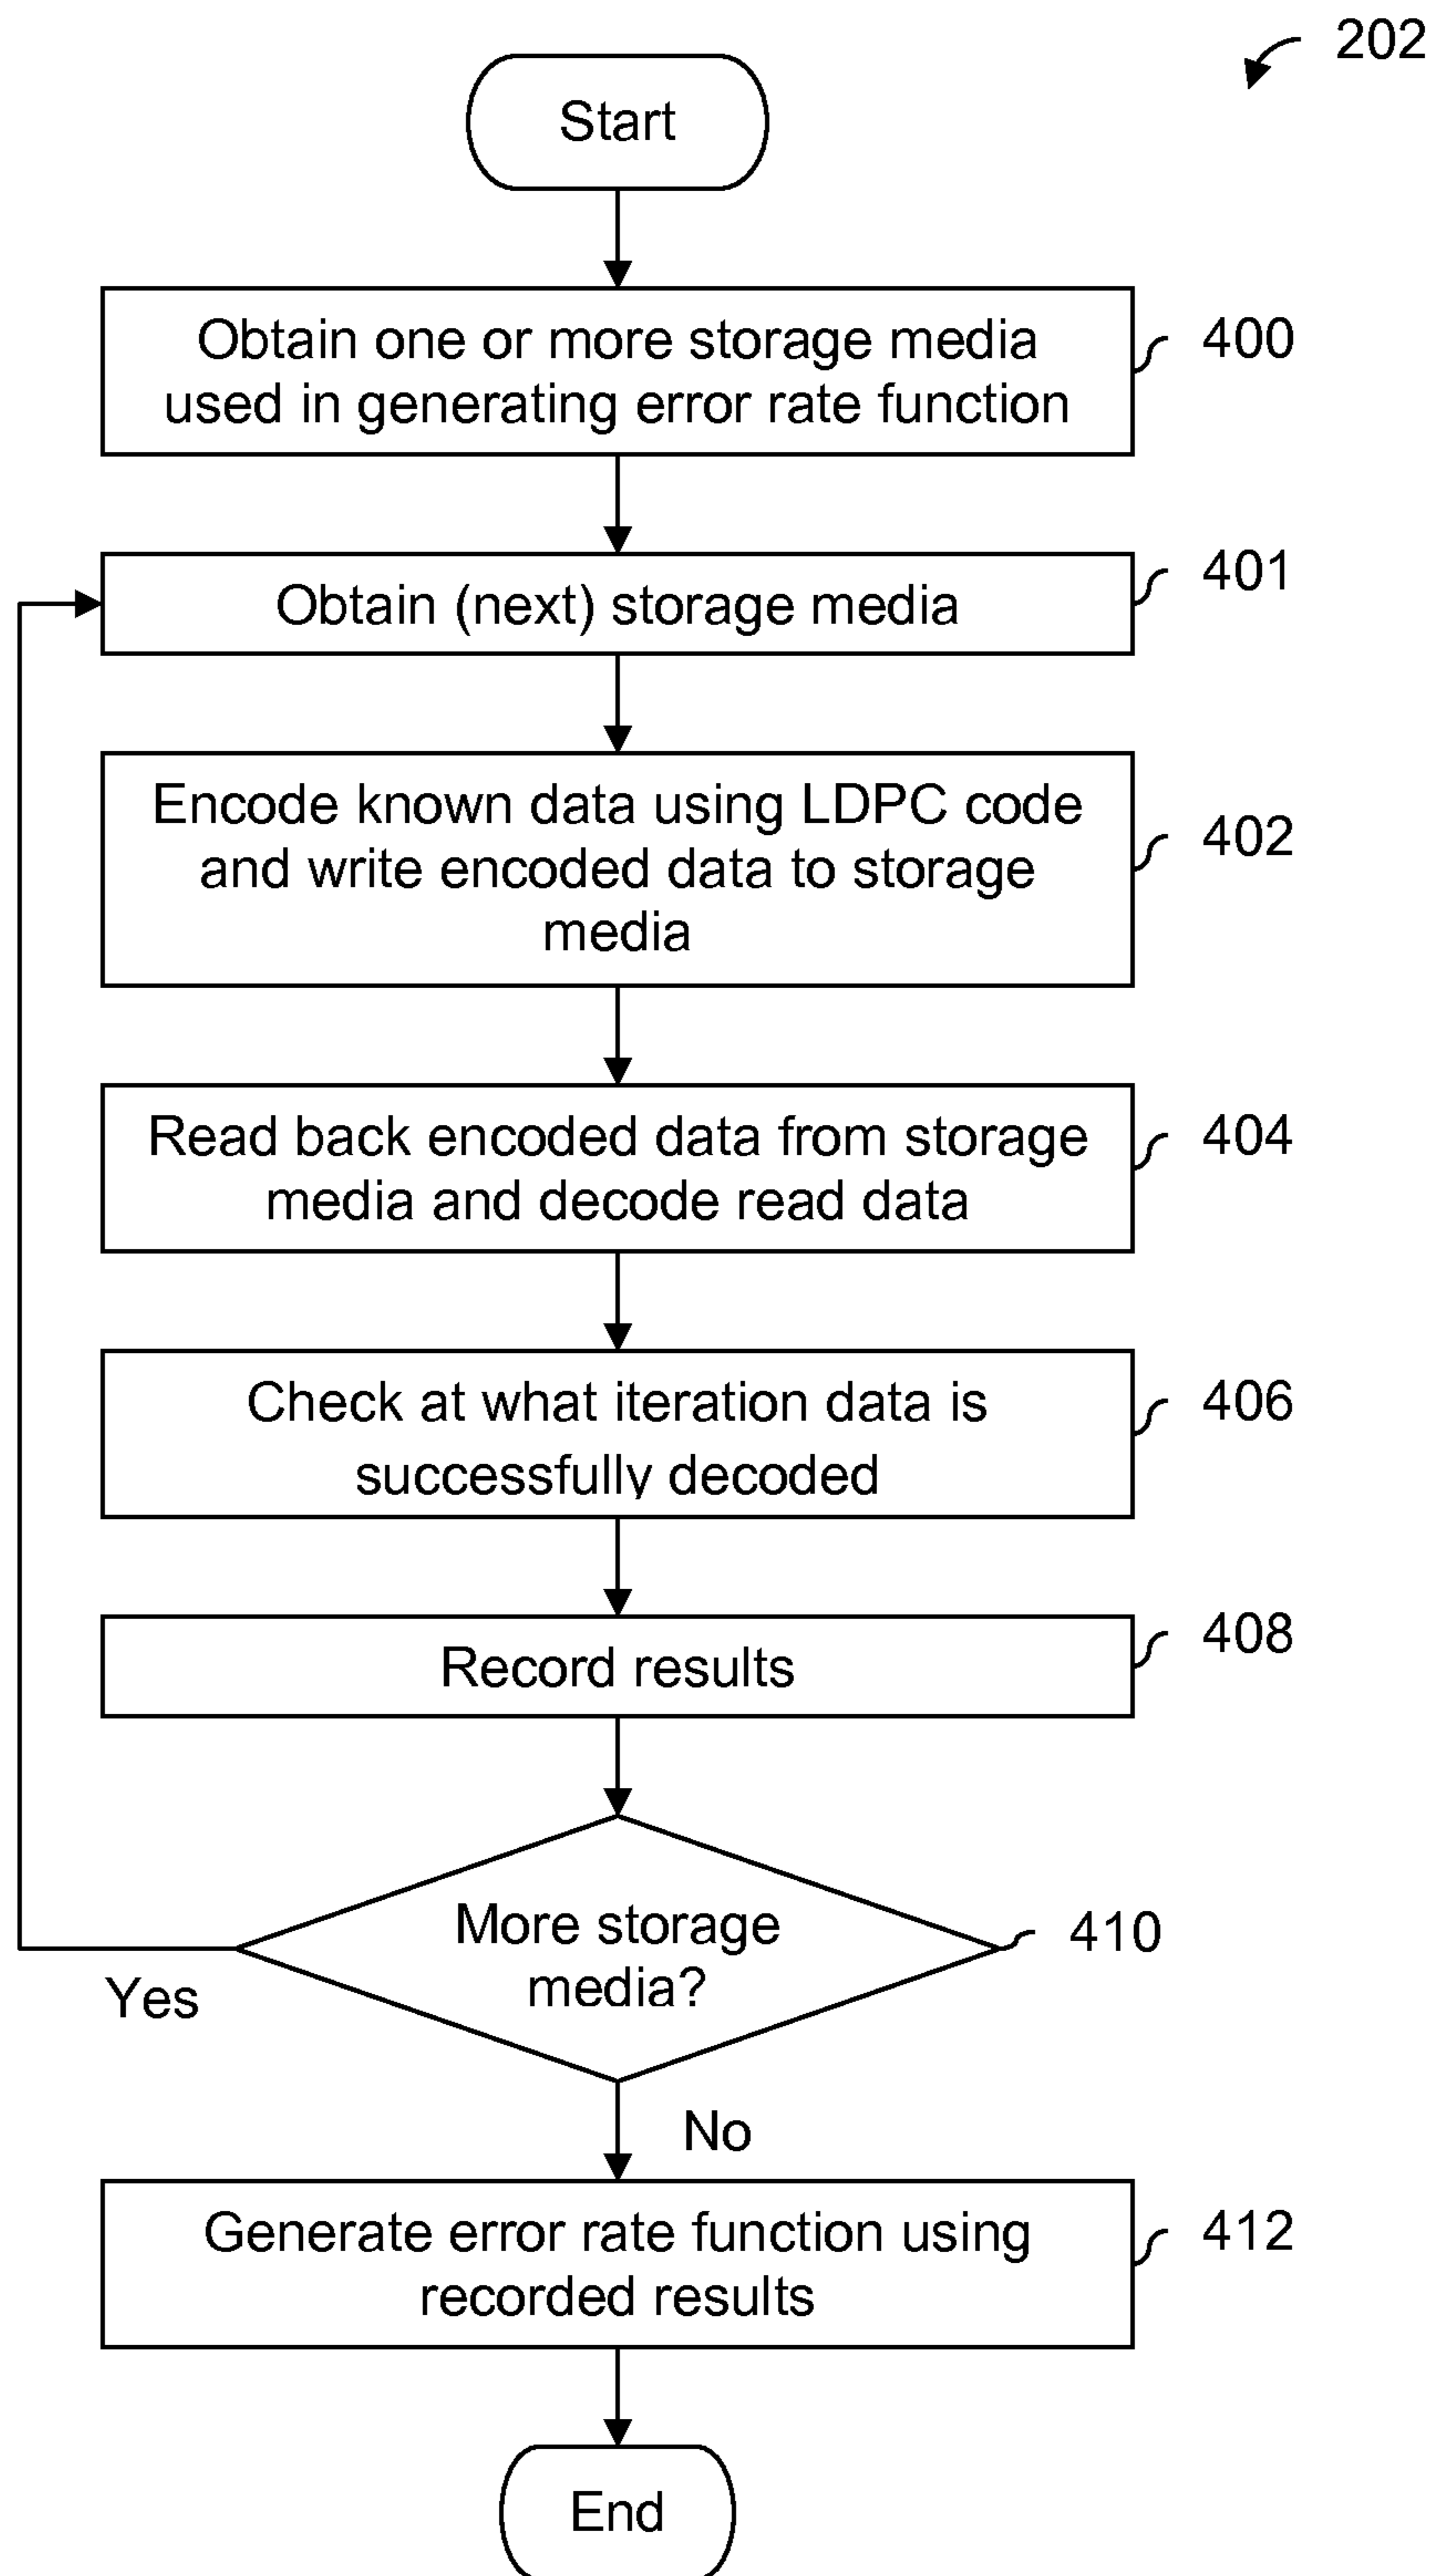 202
Start
Obtain one or more storage media
used in generating error rate function
400
Obtain (next) storage media
401
Encode known data using LDPC code
and write encoded data to storage
media
402
Read back encoded data from storage
media and decode read data
404
Check at what iteration data is
successfully decoded
406
Record results
408
More storage
media?
410
Yes
No
Generate error rate function using
recorded results
412
End